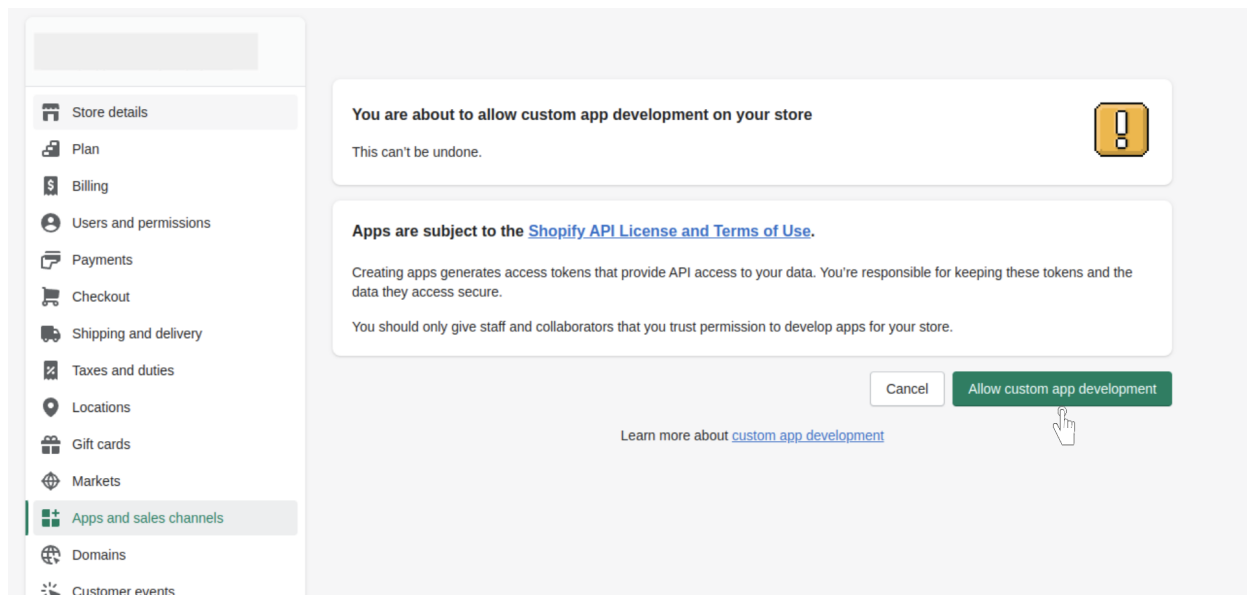 Store details
Plan
Billing
Users and permissions
Payments
Checkout
Shipping and delivery
Taxes and duties
Locations
Gift cards
Markets
Apps and sales channels
Domains
Customer events
You are about to allow custom app development on your store
This can’t be undone.
Apps are subject to the Shopify API License and Terms of Use.
Creating apps generates access tokens that provide API access to your data. You’re responsible for keeping these tokens and the
data they access secure.
You should only give staff and collaborators that you trust permission to develop apps for your store.
Cancel
Allow custom app development
Learn more about custom app development